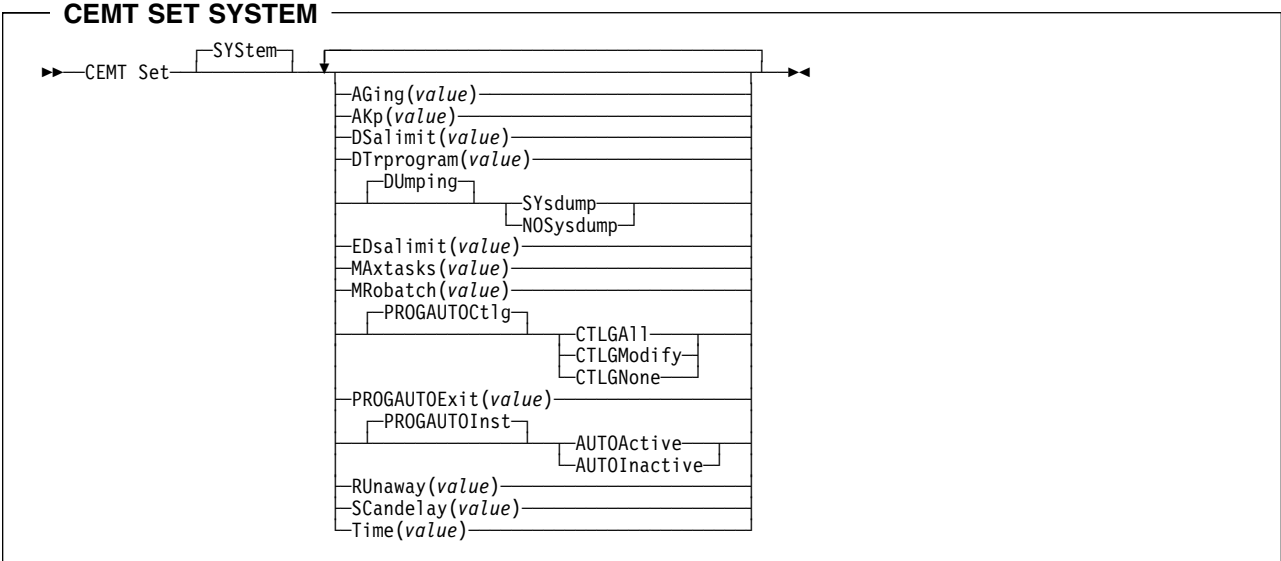 CEMT SET SYSTEM
SYStem
CEMT Set
AGing(value)
AKp(value)
DSalimit(value)
DTrprogram(value)
DUmping
SYsdump
NOSysdump
EDsalimit(value)
MAxtasks(value)
MRobatch(value)
PROGAUTOCtlg
CTLGAll
CTLGModify
CTLGNone
PROGAUTOExit(value)
PROGAUTOInst
AUTOActive
AUTOInactive
RUnaway(value)
SCandelay(value)
Time(value)